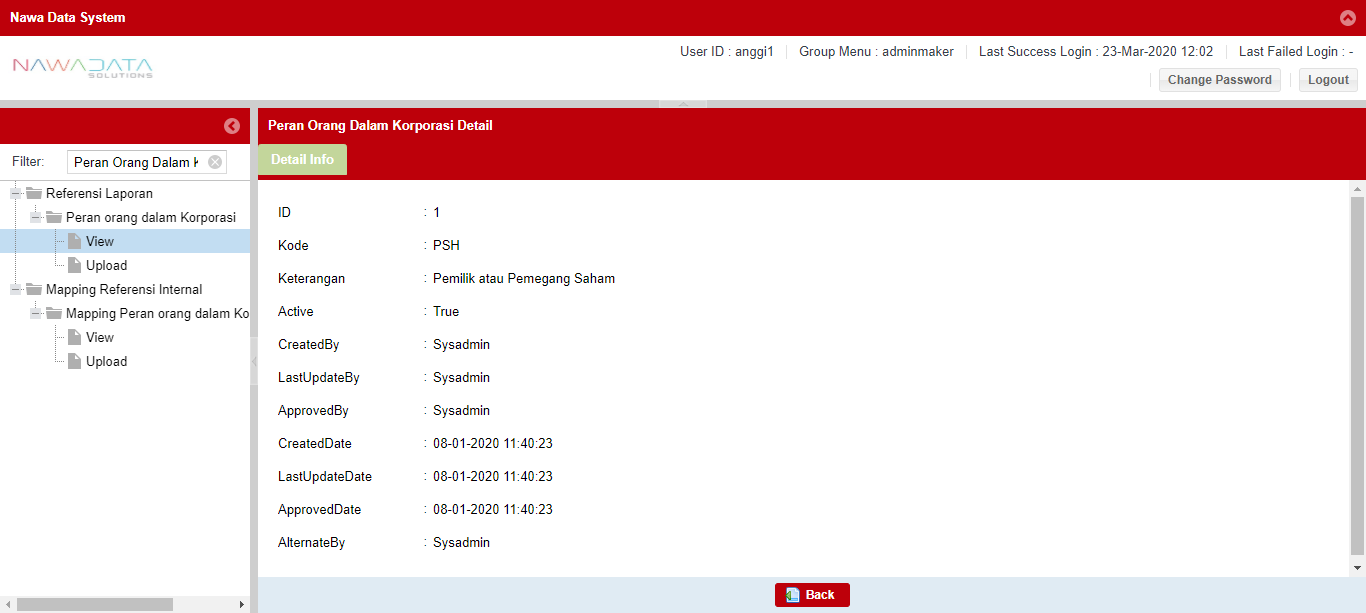 Nawa Data System
NAWADATA
SOLUTIONS
User ID : anggi1 Group Menu : adminmaker Last Success Login : 23-Mar-2020 12:02 Last Failed Login : -
Change Password Logout
Filter: Peran Orang Dalam K
Referensi Laporan
Peran orang dalam Korporasi
View
Upload
Mapping Referensi Internal
Mapping Peran orang dalam Ko
View
Upload
Peran Orang Dalam Korporasi Detail
Detail Info
ID : 1
Kode : PSH
Keterangan : Pemilik atau Pemegang Saham
Active : True
CreatedBy : Sysadmin
LastUpdateBy : Sysadmin
ApprovedBy : Sysadmin
CreatedDate : 08-01-2020 11:40:23
LastUpdateDate : 08-01-2020 11:40:23
ApprovedDate : 08-01-2020 11:40:23
AlternateBy : Sysadmin
Back